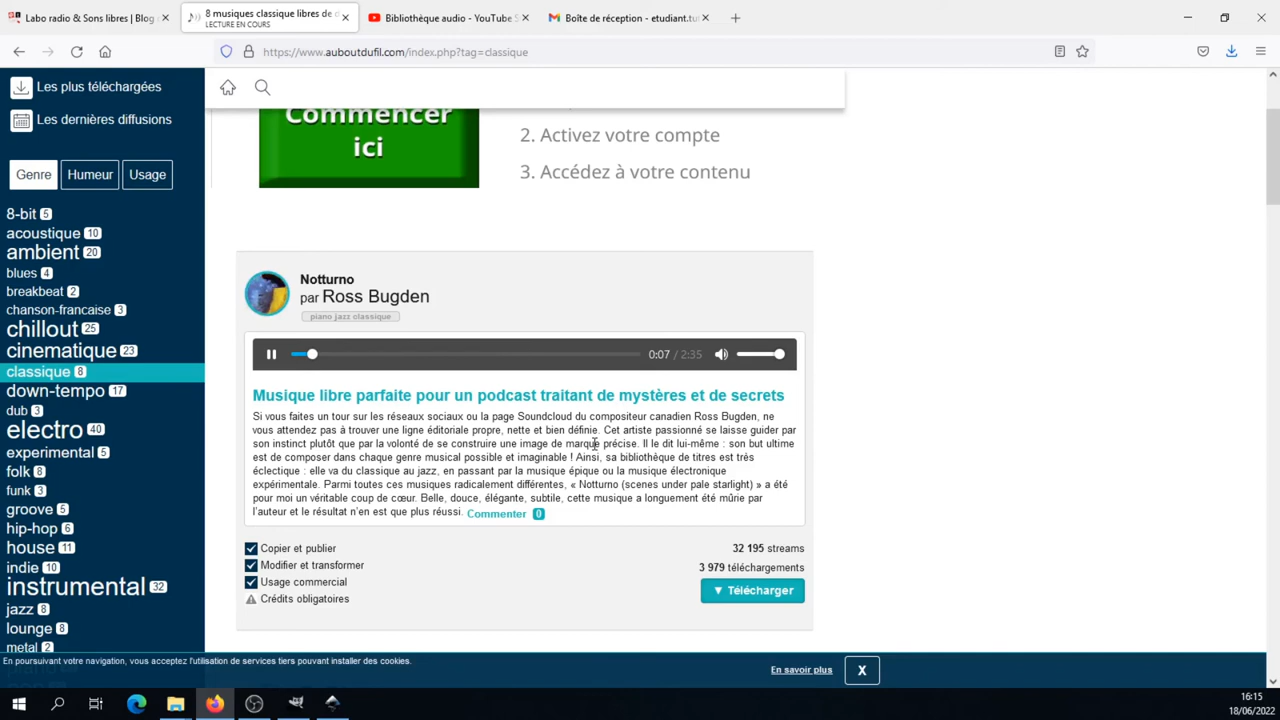 Labo radio & Sons libres | Blog
8 musiques classique libres de d
LECTURE EN COURS
Bibliothèque audio - YouTube S
Boîte de réception - etudiant.tut
https://www.auboutdufil.com/index.php?tag=classique
Les plus téléchargées
Les dernières diffusions
Genre
Humeur
Usage
8-bit 5
acoustique 10
ambient 20
blues 4
breakbeat 2
chanson-francaise 3
chillout 25
cinematique 23
classique 8
down-tempo 17
dub 3
electro 40
experimental 5
folk 8
funk 3
groove 5
hip-hop 6
house 11
indie 10
instrumental 32
jazz 8
lounge 8
metal 2
Commencer
ici
2. Activez votre compte
3. Accédez à votre contenu
Notturno
par Ross Bugden
piano jazz classique
0:07 / 2:35
Musique libre parfaite pour un podcast traitant de mystères et de secrets
Si vous faites un tour sur les réseaux sociaux ou la page Soundcloud du compositeur canadien Ross Bugden, ne
vous attendez pas à trouver une ligne éditoriale propre, nette et bien définie. Cet artiste passionné se laisse guider par
son instinct plutôt que par la volonté de se construire une image de marque précise. Il le dit lui-même : son but ultime
est de composer dans chaque genre musical possible et imaginable ! Ainsi, sa bibliothèque de titres est très
éclectique : elle va du classique au jazz, en passant par la musique épique ou la musique électronique
expérimentale. Parmi toutes ces musiques radicalement différentes, « Notturno (scenes under pale starlight) » a été
pour moi un véritable coup de cœur. Belle, douce, élégante, subtile, cette musique a longuement été mûrie par
l'auteur et le résultat n'en est que plus réussi. Commenter 0
Copier et publier
Modifier et transformer
Usage commercial
Crédits obligatoires
32 195 streams
3 979 téléchargements
▼ Télécharger
En poursuivant votre navigation, vous acceptez l'utilisation de services tiers pouvant installer des cookies.
En savoir plus
X
16:15
18/06/2022